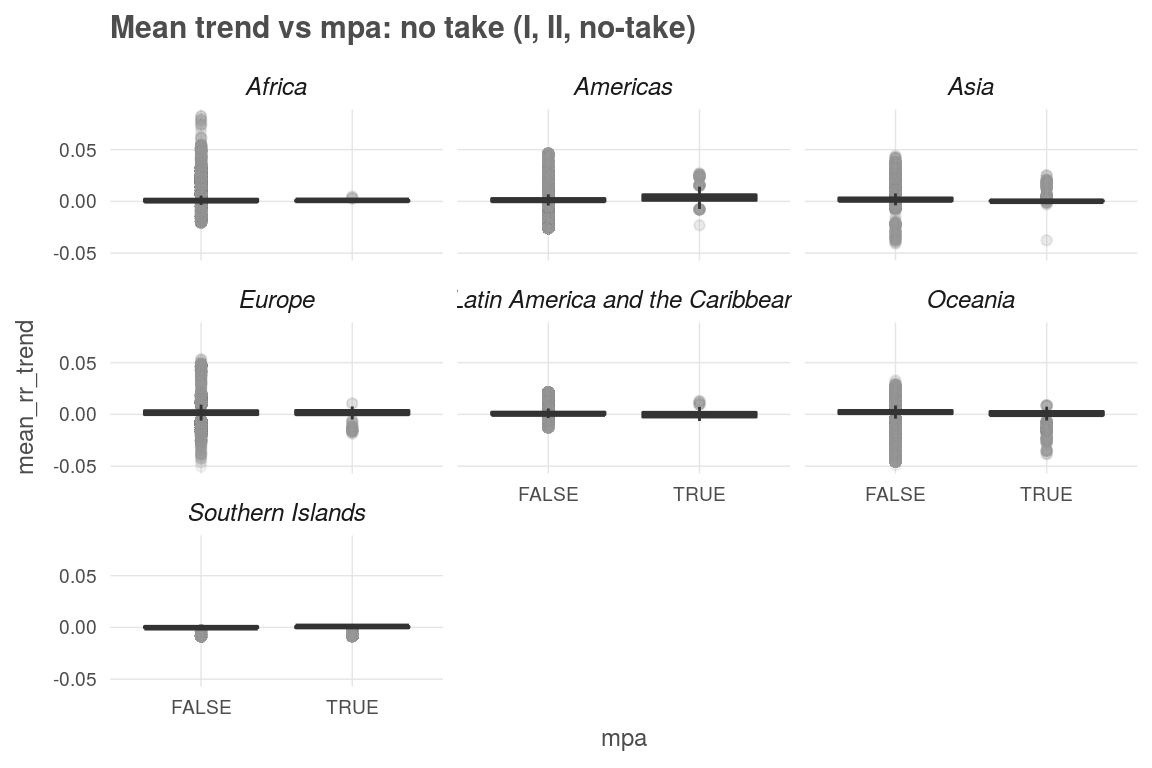 Mean trend vs mpa: no take (I, II, no-take)
Africa
Americas
Asia
0.05
0.00
-0.05
Europe
Latin America and the Caribbean
Oceania
0.05
0.00
-0.05
mean_rr_trend
FALSE
TRUE
FALSE
TRUE
Southern Islands
0.05
0.00
-0.05
FALSE
TRUE
mpa